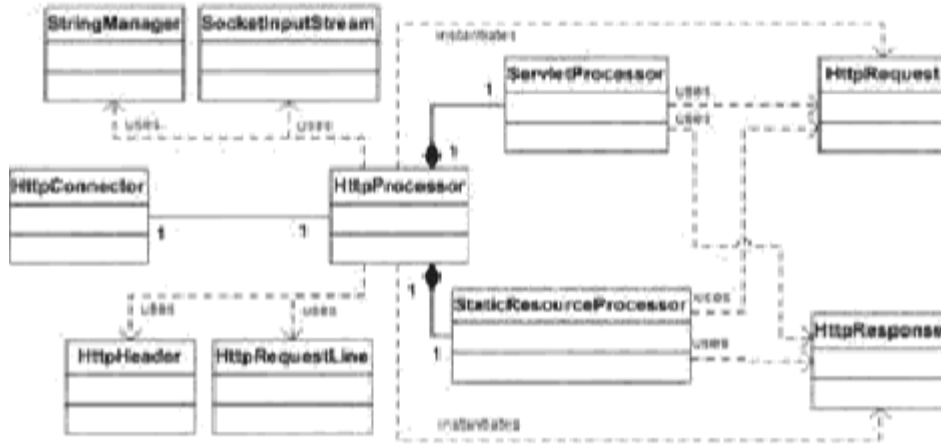 StringManager
SocketInputStream
instantiates
ServletProcessor
HttpRequest
1
uses
uses
uses
uses
1
HttpConnector
HttpProcessor
1
1
1
StaticResourceProcessor
uses
HttpResponse
uses
uses
1
uses
HttpHeader
HttpRequestLine
instantiates